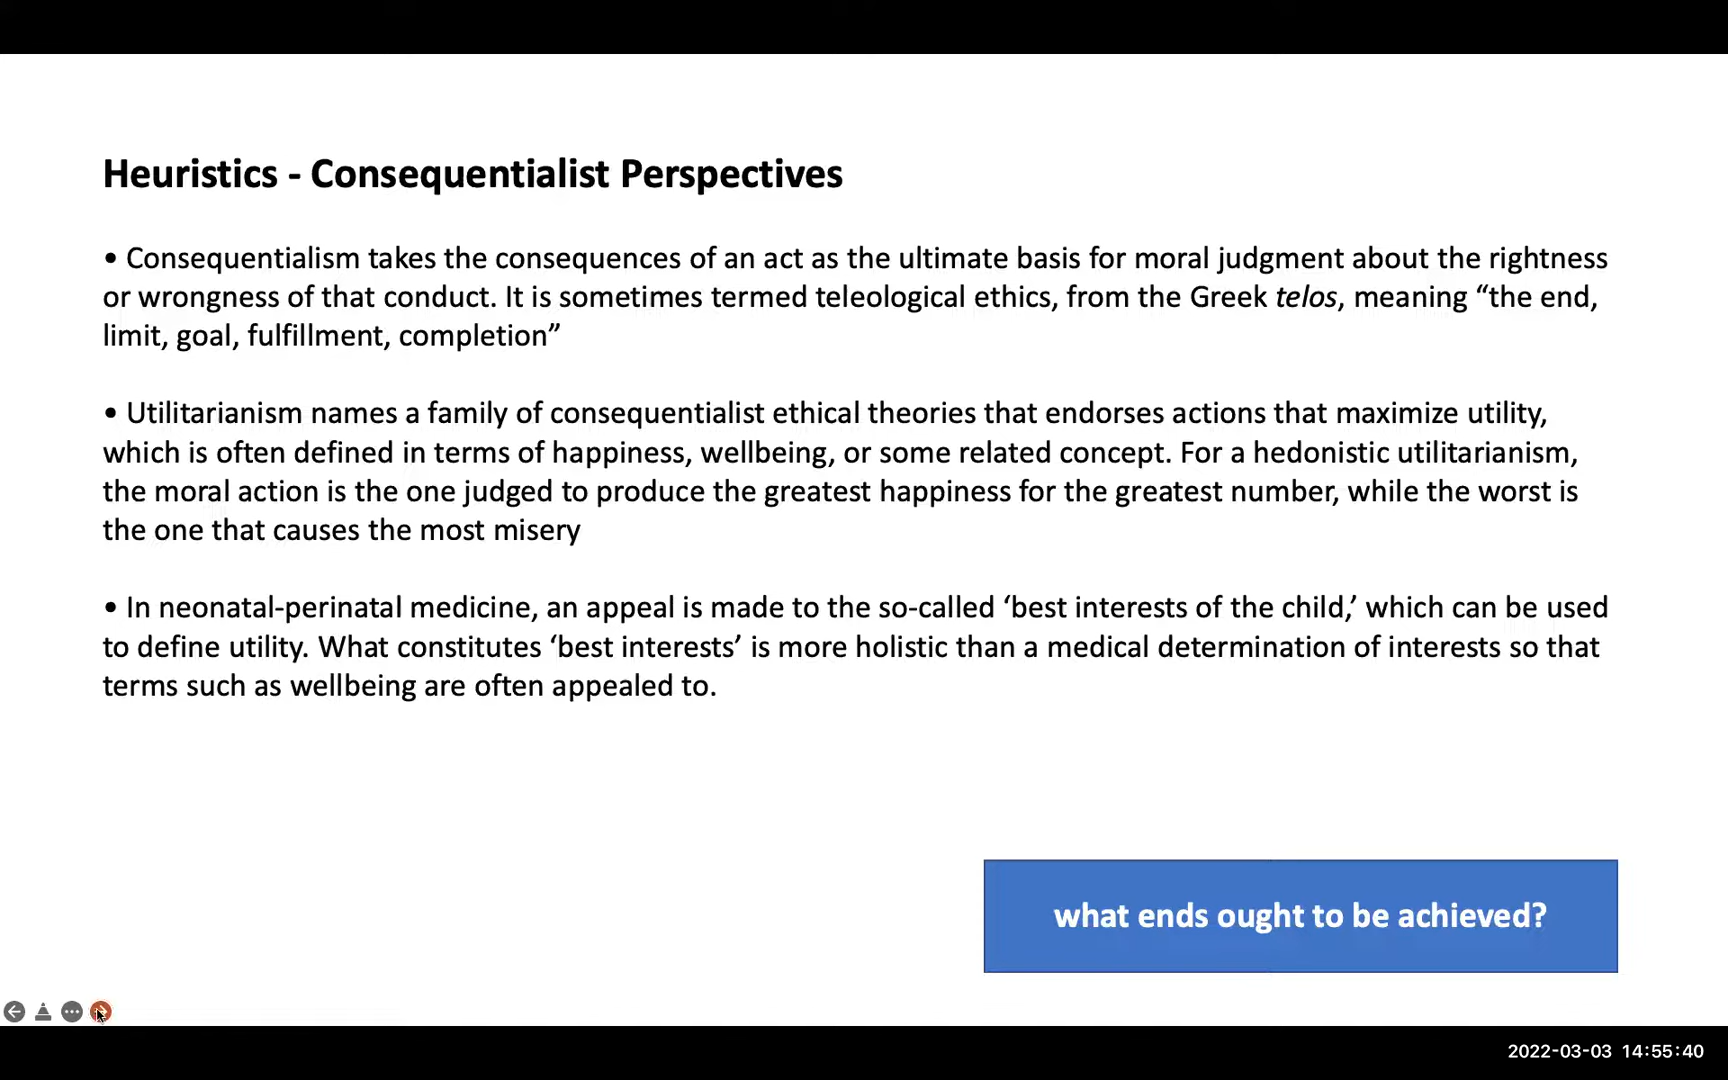 Heuristics - Consequentialist Perspectives
• Consequentialism takes the consequences of an act as the ultimate basis for moral judgment about the rightness
or wrongness of that conduct. It is sometimes termed teleological ethics, from the Greek telos, meaning “the end,
limit, goal, fulfillment, completion”
• Utilitarianism names a family of consequentialist ethical theories that endorses actions that maximize utility,
which is often defined in terms of happiness, wellbeing, or some related concept. For a hedonistic utilitarianism,
the moral action is the one judged to produce the greatest happiness for the greatest number, while the worst is
the one that causes the most misery
• In neonatal-perinatal medicine, an appeal is made to the so-called ‘best interests of the child,’ which can be used
to define utility. What constitutes ‘best interests’ is more holistic than a medical determination of interests so that
terms such as wellbeing are often appealed to.
what ends ought to be achieved?
2022-03-03 14:55:40